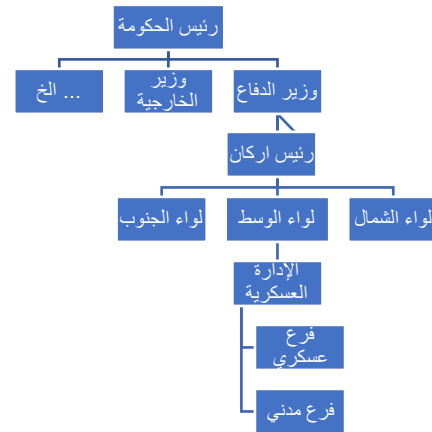 رئيس الحكومة
وزير الدفاع
وزير
الخارجية
... الخ
رئيس اركان
لواء الشمال
لواء الوسط
لواء الجنوب
الإدارة
العسكرية
فرع
عسكري
فرع مدني